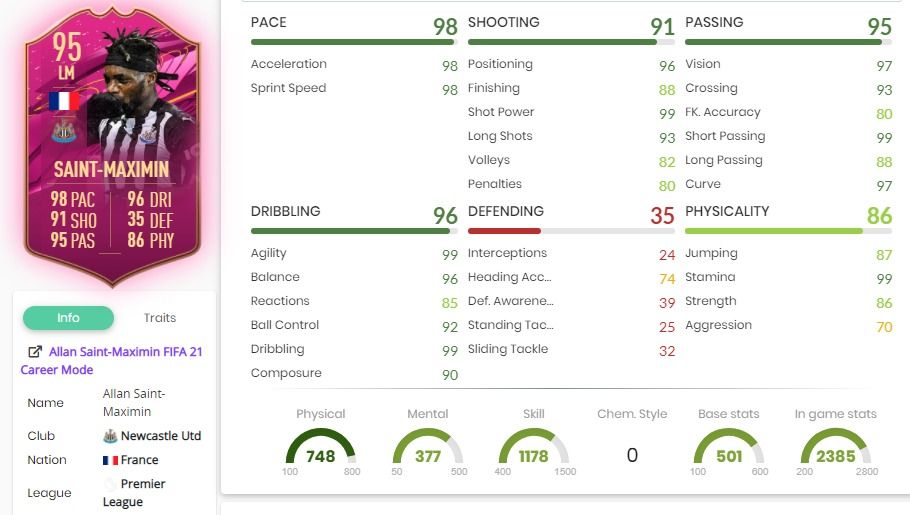 95
LM
SAINT-MAXIMIN
98 PAC 96 DRI
91 SHO 35 DEF
95 PAS 86 PHY
Info Traits
Allan Saint-Maximin FIFA 21
Career Mode
Name Allan Saint-
Maximin
Club Newcastle Utd
Nation France
League Premier
League
PACE 98
Acceleration 98
Sprint Speed 98
SHOOTING 91
Positioning 96
Finishing 88
Shot Power 99
Long Shots 93
Volleys 82
Penalties 80
PASSING 95
Vision 97
Crossing 93
FK. Accuracy 80
Short Passing 99
Long Passing 88
Curve 97
DRIBBLING 96
Agility 99
Balance 96
Reactions 85
Ball Control 92
Dribbling 99
Composure 90
DEFENDING 35
Interceptions 24
Heading Acc... 74
Def. Awarene... 39
Standing Tac... 25
Sliding Tackle 32
PHYSICALITY 86
Jumping 87
Stamina 99
Strength 86
Aggression 70
Physical Mental Skill Chem. Style Base stats In game stats
748 377 1178 0 501 2385
100 800 50 500 400 1500 100 600 200 2800